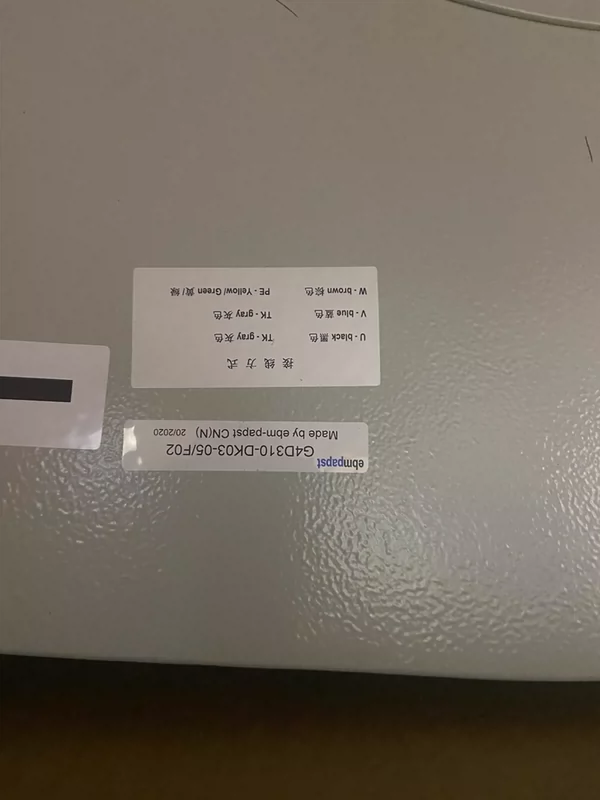 ebmpapst
G4D310-DK03-05/F02
Made by ebm-papst CN(N) 20/2020
接 线 方 式
U - black 黑色 TK - gray 灰色
V - blue 蓝色 TK - gray 灰色
W - brown 棕色 PE - Yellow/Green 黄/绿